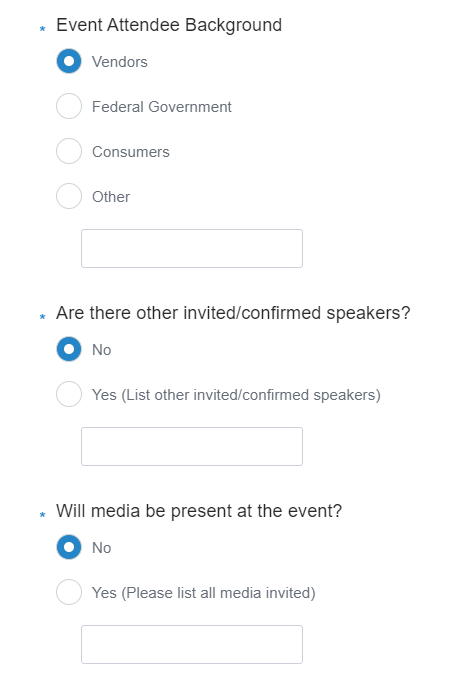 * Event Attendee Background
Vendors
Federal Government
Consumers
Other
* Are there other invited/confirmed speakers?
No
Yes (List other invited/confirmed speakers)
* Will media be present at the event?
No
Yes (Please list all media invited)